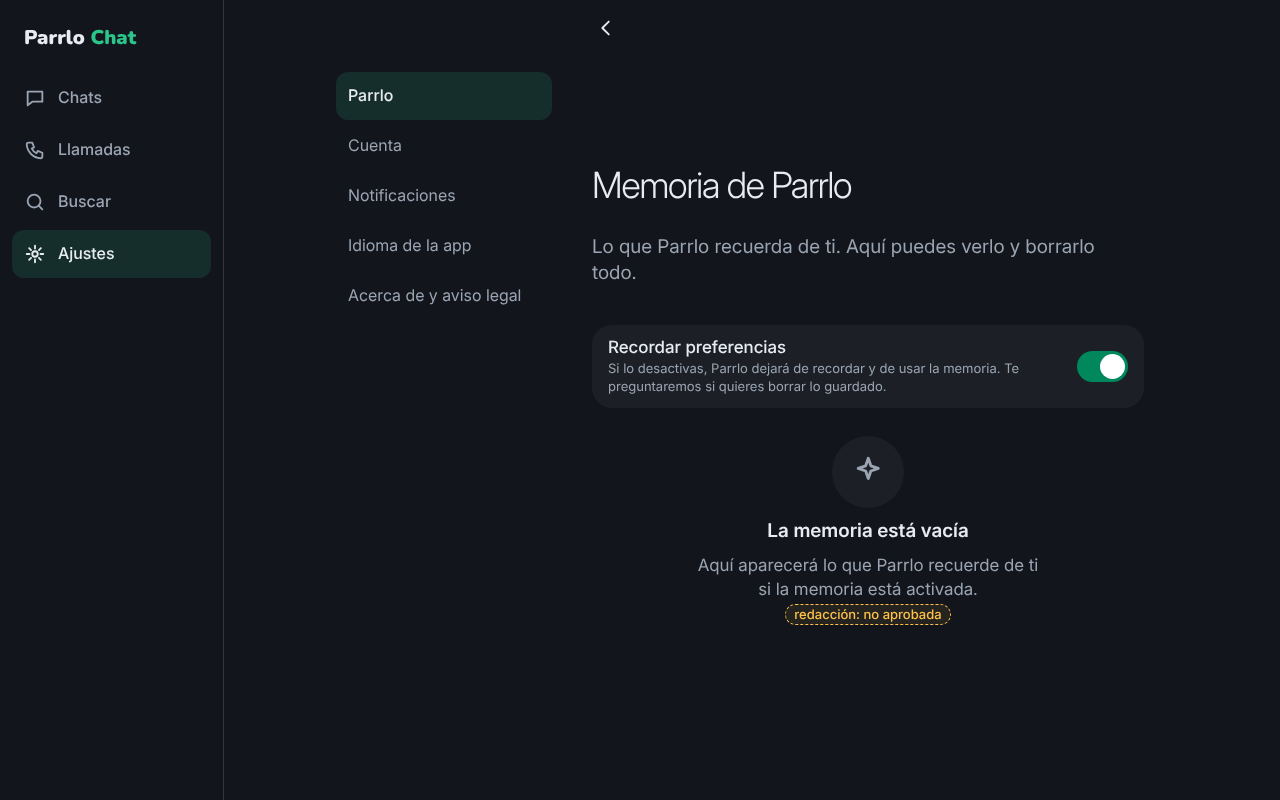 Parrlo Chat
Chats
Llamadas
Buscar
Ajustes
Parrlo
Cuenta
Notificaciones
Idioma de la app
Acerca de y aviso legal
Memoria de Parrlo
Lo que Parrlo recuerda de ti. Aquí puedes verlo y borrarlo
todo.
Recordar preferencias
Si lo desactivas, Parrlo dejará de recordar y de usar la memoria. Te
preguntaremos si quieres borrar lo guardado.
La memoria está vacía
Aquí aparecerá lo que Parrlo recuerde de ti
si la memoria está activada.
redacción: no aprobada